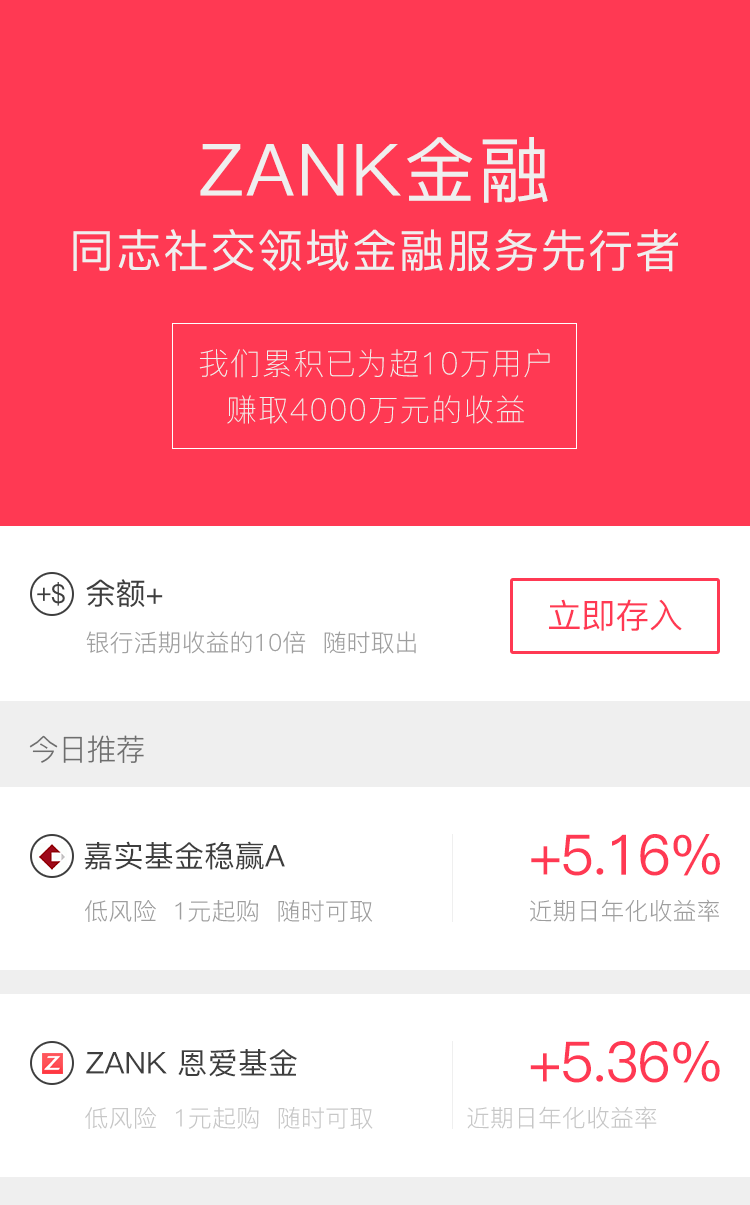 ZANK金融
同志社交领域金融服务先行者
我们累积已为超10万用户
赚取4000万元的收益
+$ 余额+
立即存入
银行活期收益的10倍 随时取出
今日推荐
嘉实基金稳赢A
+5.16%
低风险 1元起购 随时可取
近期日年化收益率
Z ZANK 恩爱基金
+5.36%
低风险 1元起购 随时可取
近期日年化收益率